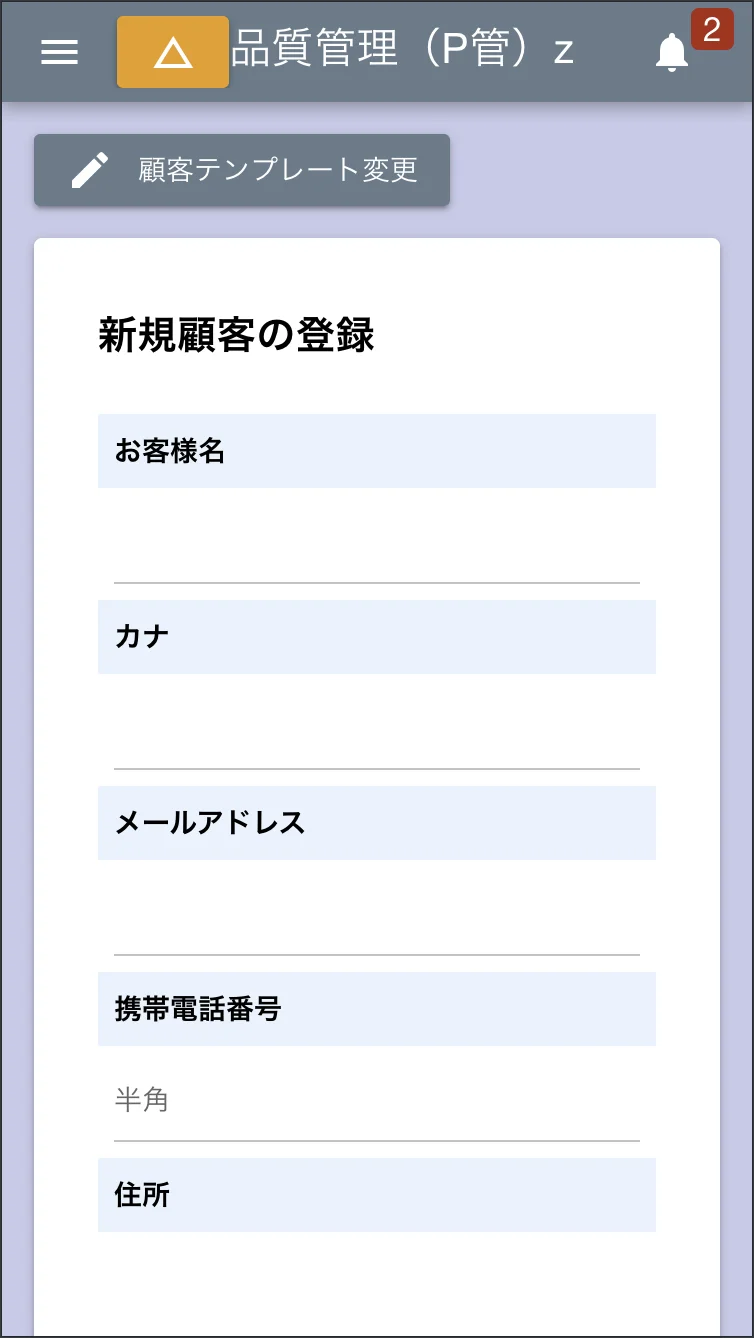 品質管理（P管）z
2
顧客テンプレート変更
新規顧客の登録
お客様名
カナ
メールアドレス
携帯電話番号
半角
住所